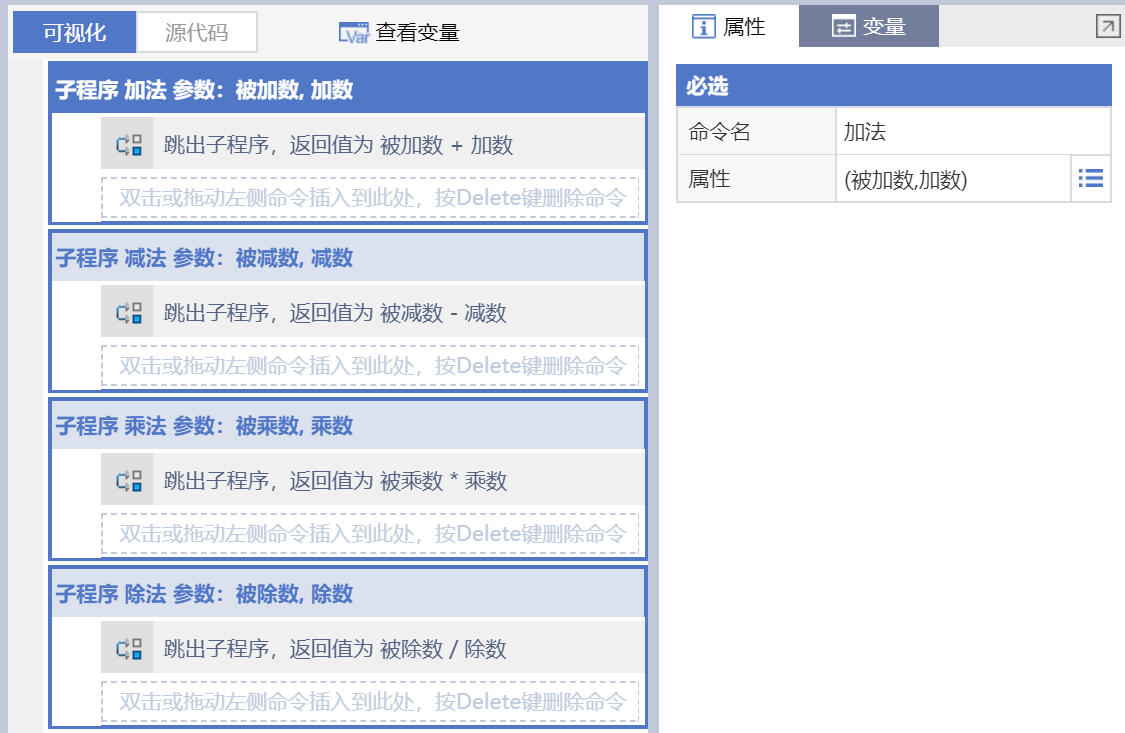 可视化
源代码
查看变量
子程序 加法 参数：被加数, 加数
跳出子程序，返回值为 被加数 + 加数
双击或拖动左侧命令插入到此处，按Delete键删除命令
子程序 减法 参数：被减数, 减数
跳出子程序，返回值为 被减数 - 减数
双击或拖动左侧命令插入到此处，按Delete键删除命令
子程序 乘法 参数：被乘数, 乘数
跳出子程序，返回值为 被乘数 * 乘数
双击或拖动左侧命令插入到此处，按Delete键删除命令
子程序 除法 参数：被除数, 除数
跳出子程序，返回值为 被除数 / 除数
双击或拖动左侧命令插入到此处，按Delete键删除命令
属性
变量
必选
命令名 加法
属性 (被加数,加数)